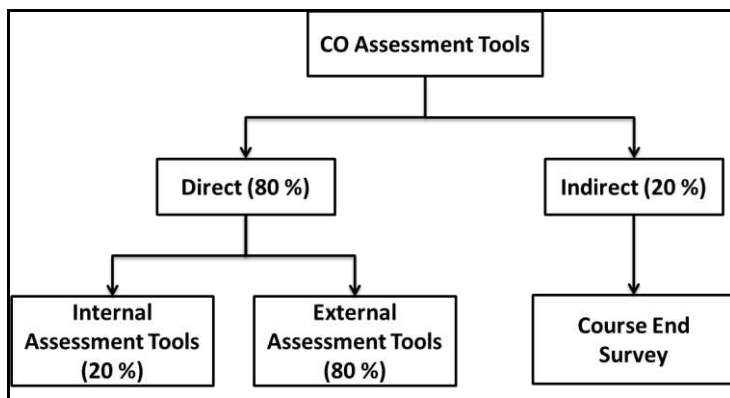 CO Assessment Tools
Direct (80 %)
Indirect (20 %)
Internal
Assessment Tools
(20 %)
External
Assessment Tools
(80 %)
Course End
Survey